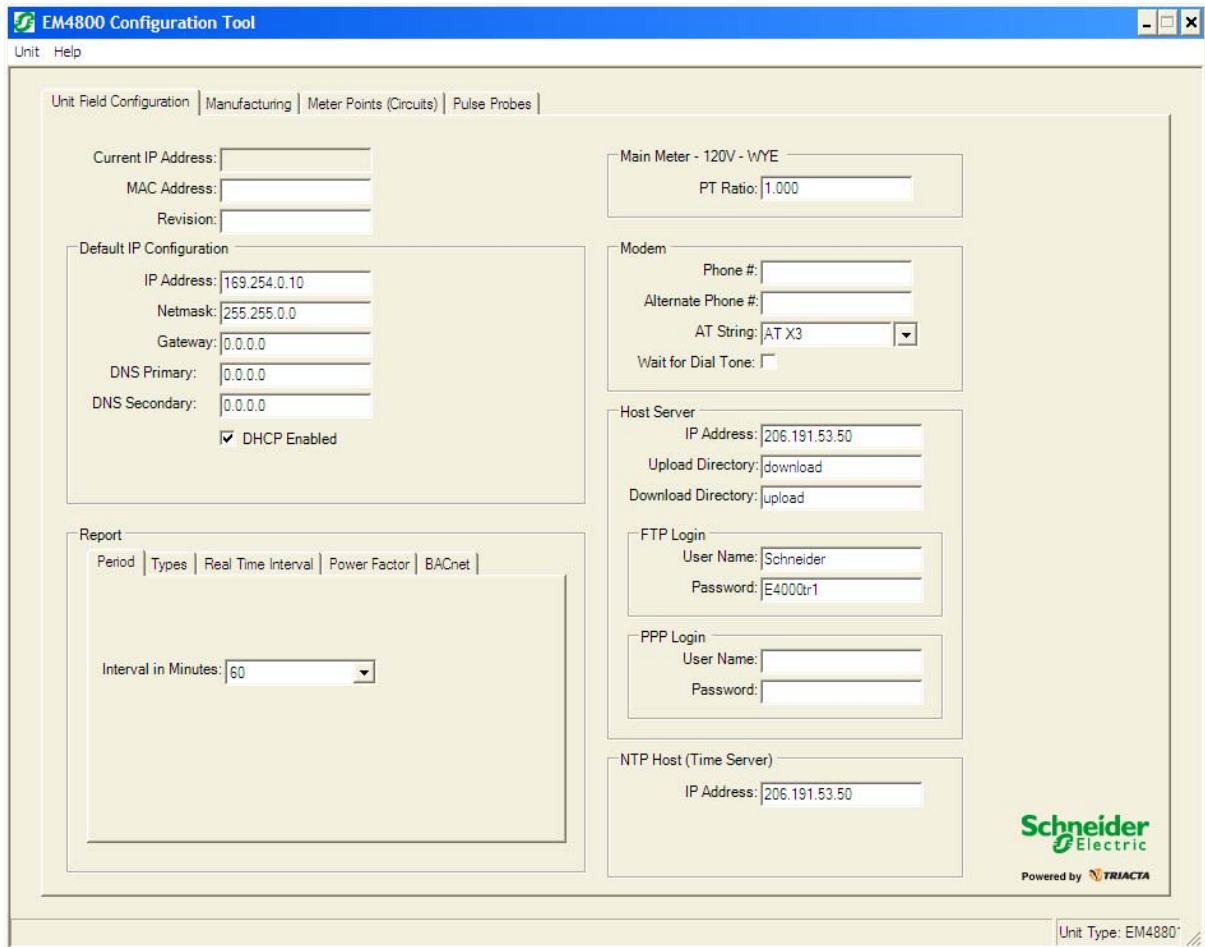 EM4800 Configuration Tool
Unit Help
Unit Field Configuration Manufacturing Meter Points (Circuits) Pulse Probes
Current IP Address:
MAC Address:
Revision:
Default IP Configuration
IP Address: 169.254.0.10
Netmask: 255.255.0.0
Gateway: 0.0.0.0
DNS Primary: 0.0.0.0
DNS Secondary: 0.0.0.0
DHCP Enabled
Report
Period Types Real Time Interval Power Factor BACnet
Interval in Minutes: 60
Main Meter - 120V - WYE
PT Ratio: 1.000
Modem
Phone #:
Alternate Phone #:
AT String: AT X3
Wait for Dial Tone:
Host Server
IP Address: 206.191.53.50
Upload Directory: download
Download Directory: upload
FTP Login
User Name: Schneider
Password: E4000tr1
PPP Login
User Name:
Password:
NTP Host (Time Server)
IP Address: 206.191.53.50
Schneider
Electric
Powered by TRIACTA
Unit Type: EM4880